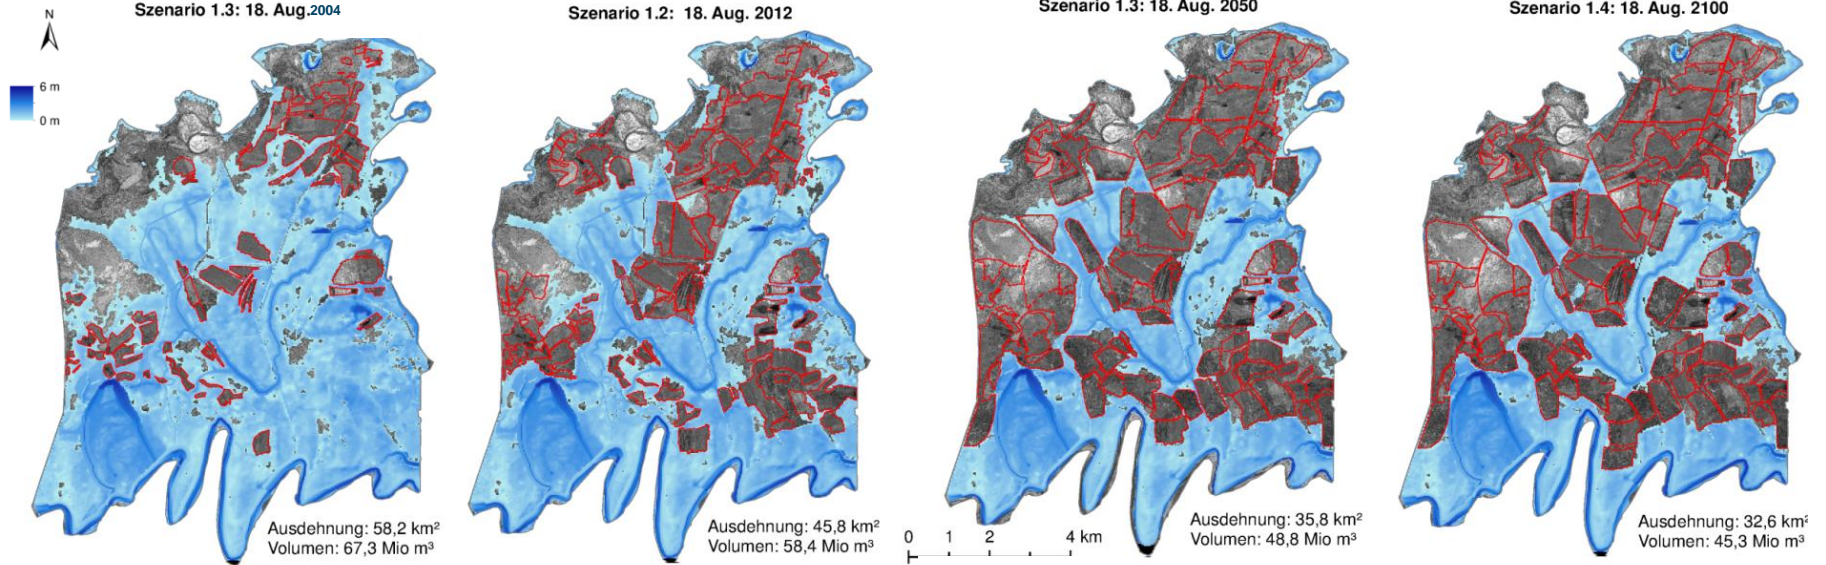 Szenario 1.3: 18. Aug.2004
N
6 m
0 m
Ausdehnung: 58,2 km²
Volumen: 67,3 Mio m³
Szenario 1.2: 18. Aug. 2012
Ausdehnung: 45,8 km²
Volumen: 58,4 Mio m³
Szenario 1.3: 18. Aug. 2050
0 1 2 4 km
Ausdehnung: 35,8 km²
Volumen: 48,8 Mio m³
Szenario 1.4: 18. Aug. 2100
Ausdehnung: 32,6 km²
Volumen: 45,3 Mio m³